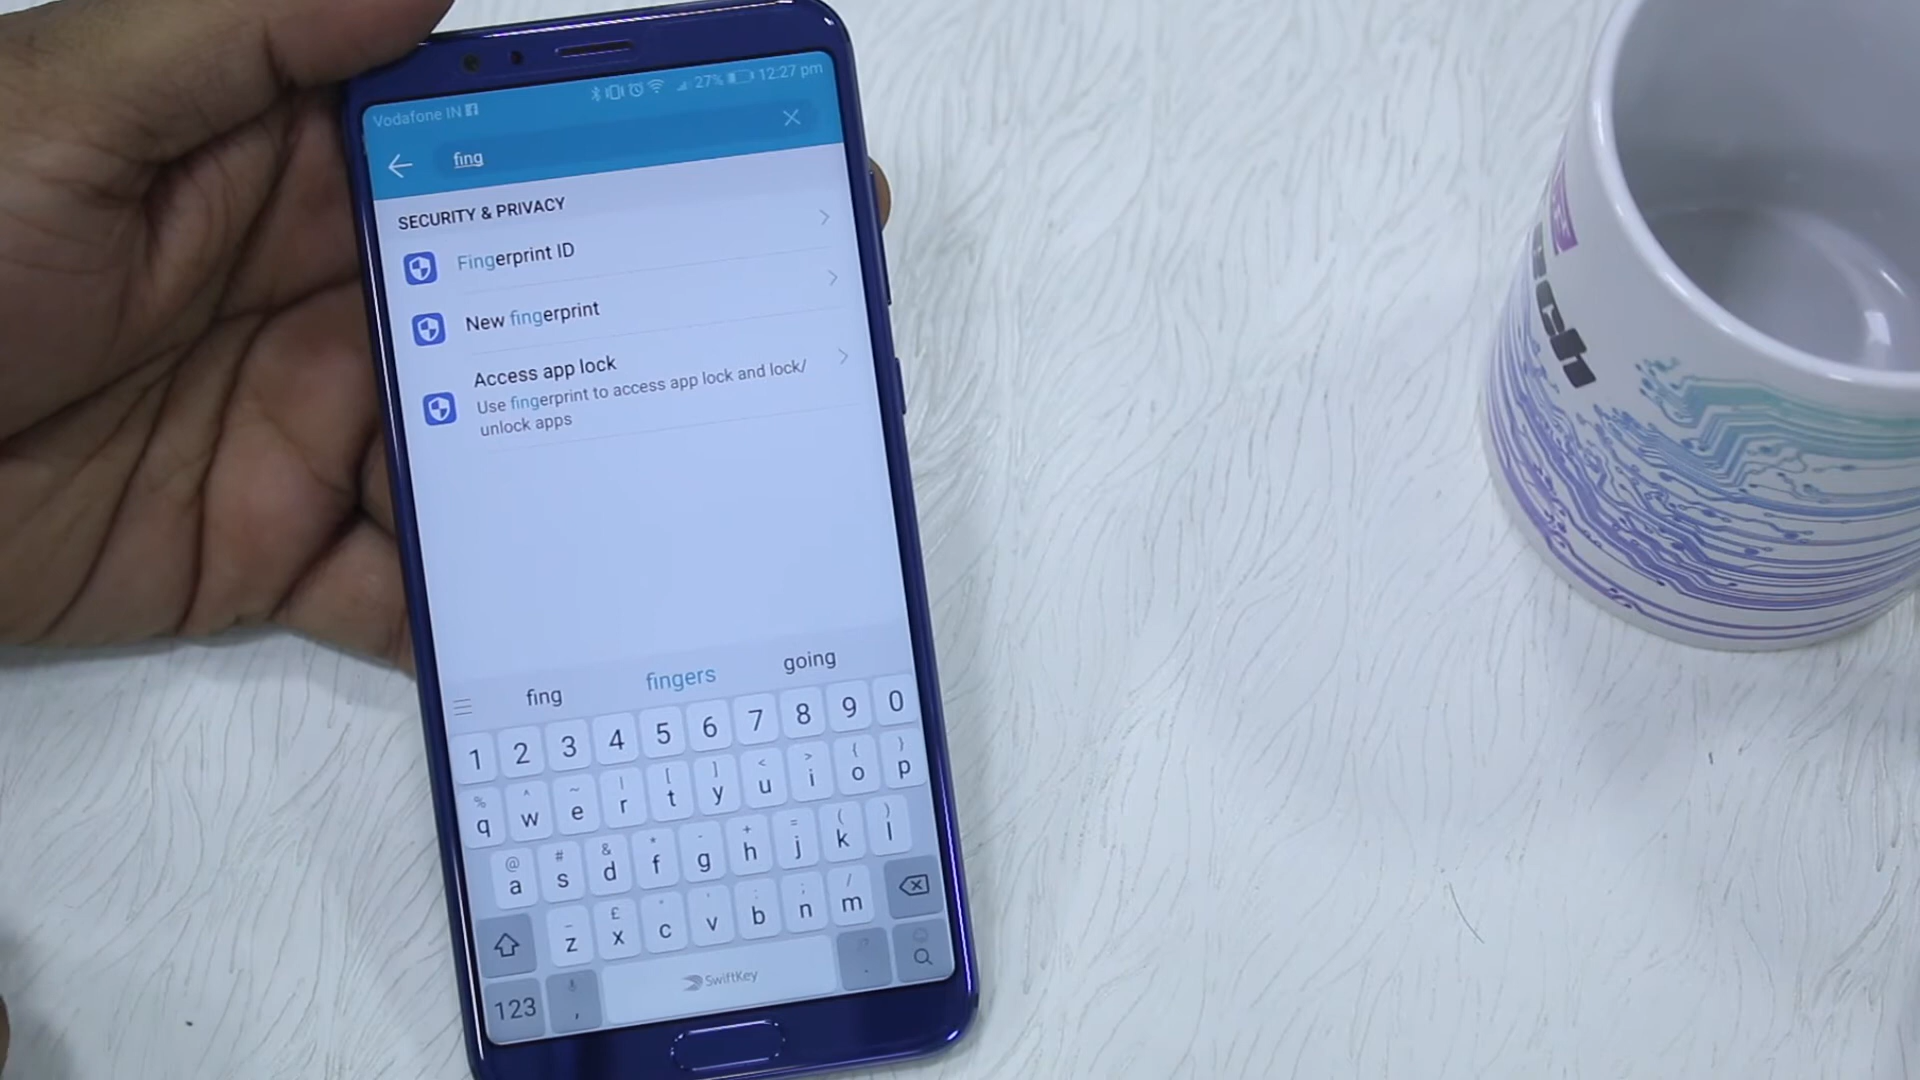 Vodafone IN 27% 12:27 pm
fing
SECURITY & PRIVACY
Fingerprint ID
New fingerprint
Access app lock
Use fingerprint to access app lock and lock/
unlock apps
fing fingers going
1 2 3 4 5 6 7 8 9 0
% ^ ~ | [ ] < > { }
q w e r t y u i o p
@ # & * - + = ( )
a s d f g h j k l
_ £ " ' : ; /
z x c v b n m
123 , SwiftKey .